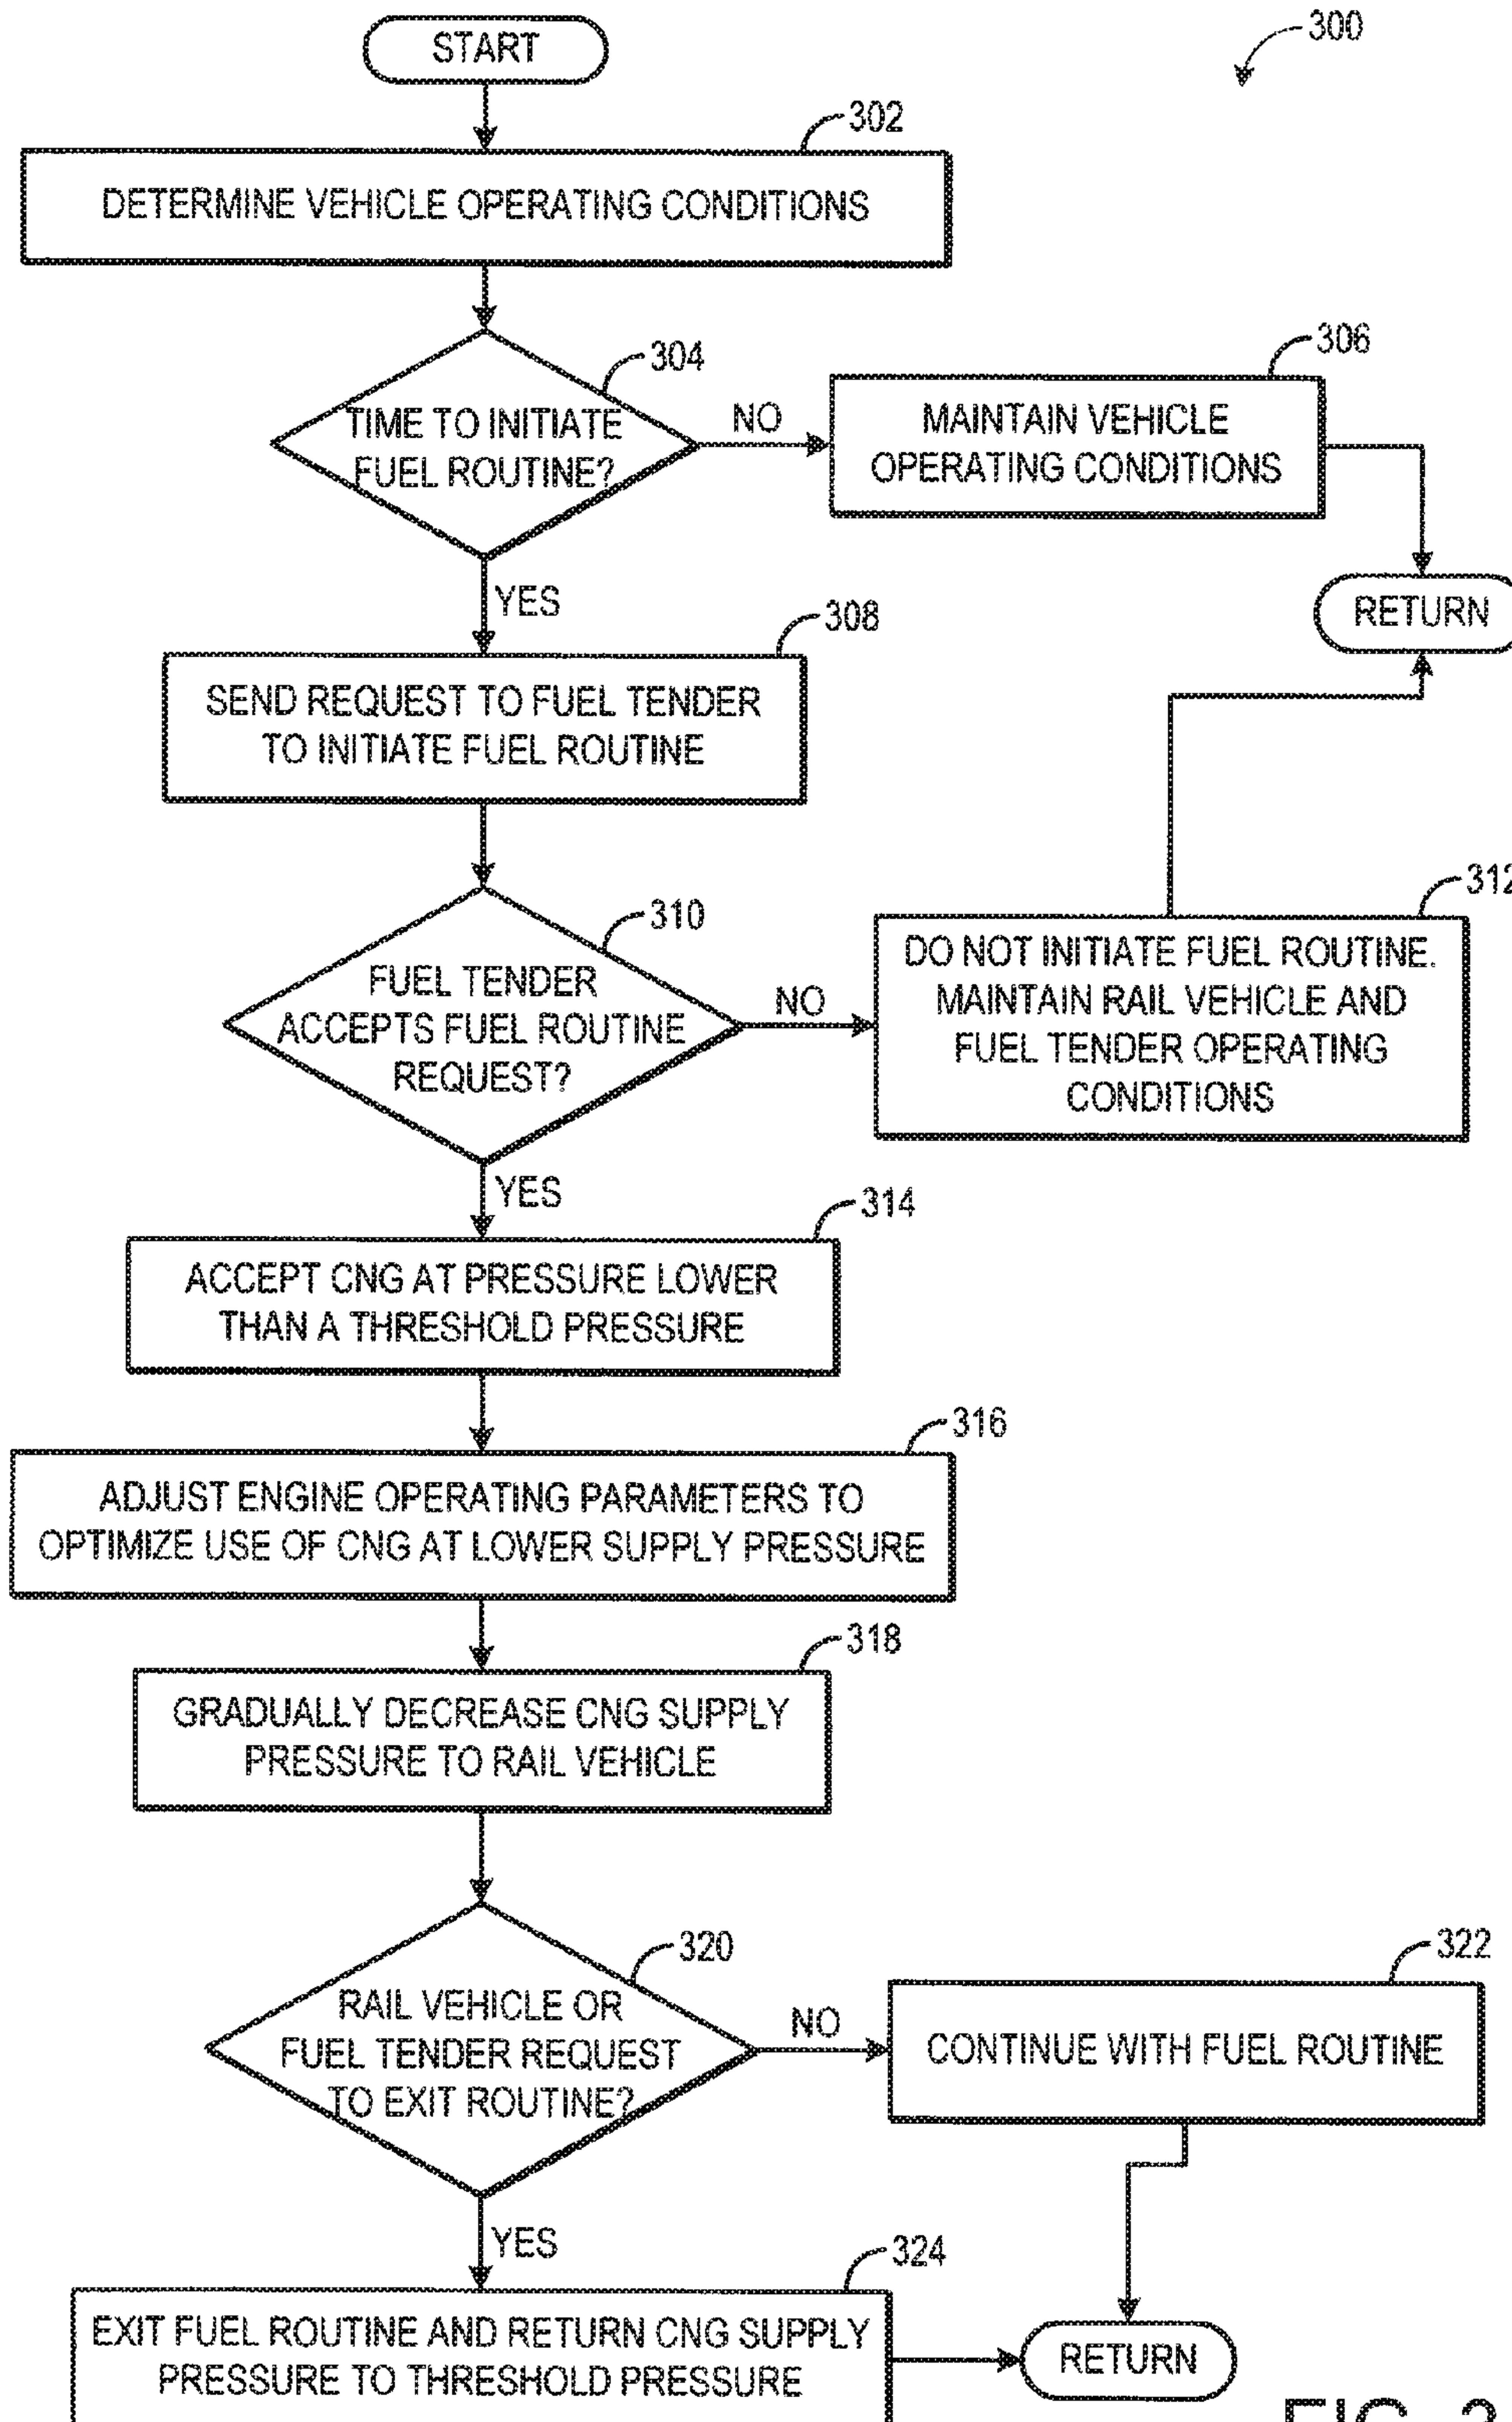 START
300
302
DETERMINE VEHICLE OPERATING CONDITIONS
304
TIME TO INITIATE
FUEL ROUTINE?
NO
306
MAINTAIN VEHICLE
OPERATING CONDITIONS
RETURN
YES
308
SEND REQUEST TO FUEL TENDER
TO INITIATE FUEL ROUTINE
310
FUEL TENDER
ACCEPTS FUEL ROUTINE
REQUEST?
NO
312
DO NOT INITIATE FUEL ROUTINE.
MAINTAIN RAIL VEHICLE AND
FUEL TENDER OPERATING
CONDITIONS
YES
314
ACCEPT CNG AT PRESSURE LOWER
THAN A THRESHOLD PRESSURE
316
ADJUST ENGINE OPERATING PARAMETERS TO
OPTIMIZE USE OF CNG AT LOWER SUPPLY PRESSURE
318
GRADUALLY DECREASE CNG SUPPLY
PRESSURE TO RAIL VEHICLE
320
RAIL VEHICLE OR
FUEL TENDER REQUEST
TO EXIT ROUTINE?
NO
322
CONTINUE WITH FUEL ROUTINE
YES
324
EXIT FUEL ROUTINE AND RETURN CNG SUPPLY
PRESSURE TO THRESHOLD PRESSURE
RETURN
FIG. 3